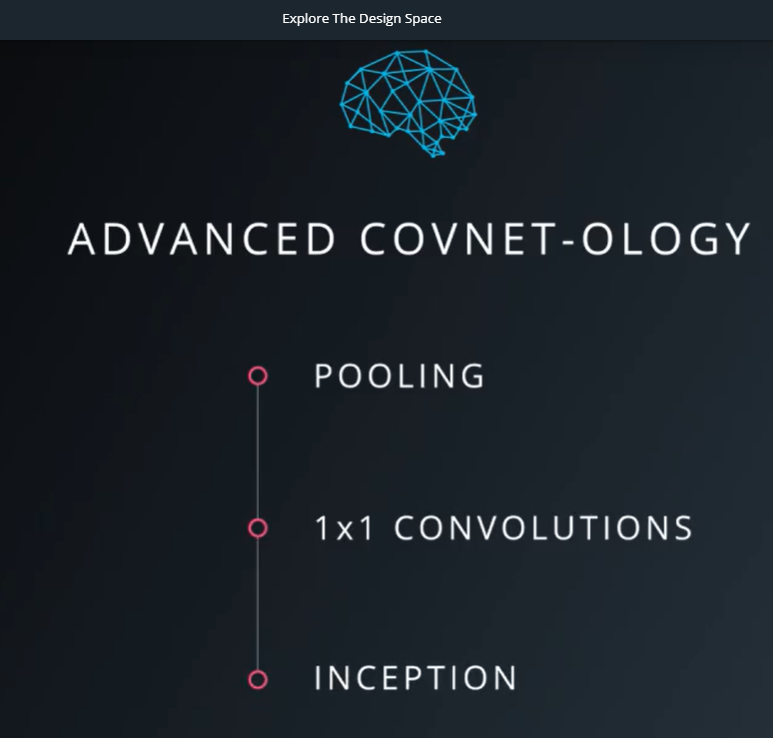 Explore The Design Space
ADVANCED COVNET-OLOGY
POOLING
1x1 CONVOLUTIONS
INCEPTION